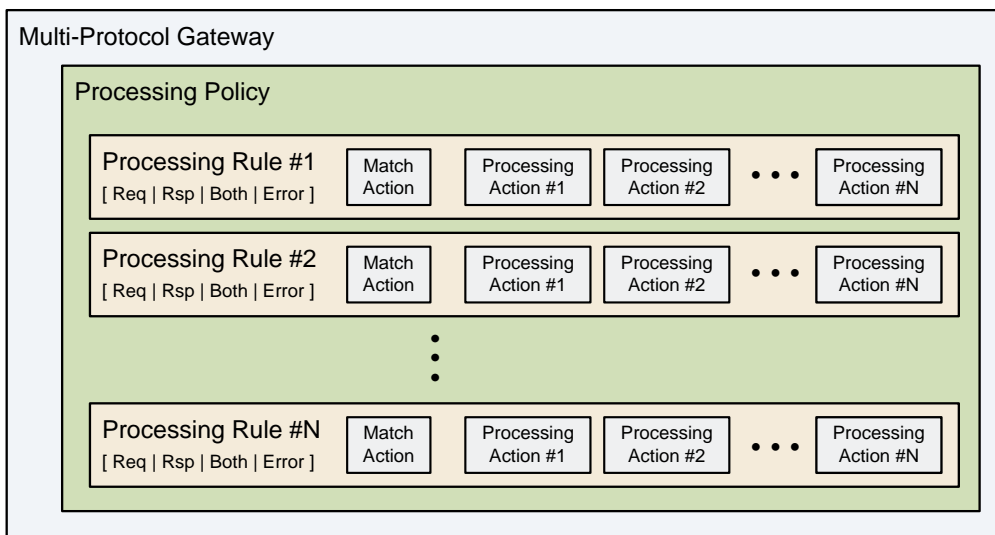 Multi-Protocol Gateway
Processing Policy
Processing Rule #1
[ Req | Rsp | Both | Error ]
Match
Action
Processing
Action #1
Processing
Action #2
• • •
Processing
Action #N
Processing Rule #2
[ Req | Rsp | Both | Error ]
Match
Action
Processing
Action #1
Processing
Action #2
• • •
Processing
Action #N
Processing Rule #N
[ Req | Rsp | Both | Error ]
Match
Action
Processing
Action #1
Processing
Action #2
• • •
Processing
Action #N